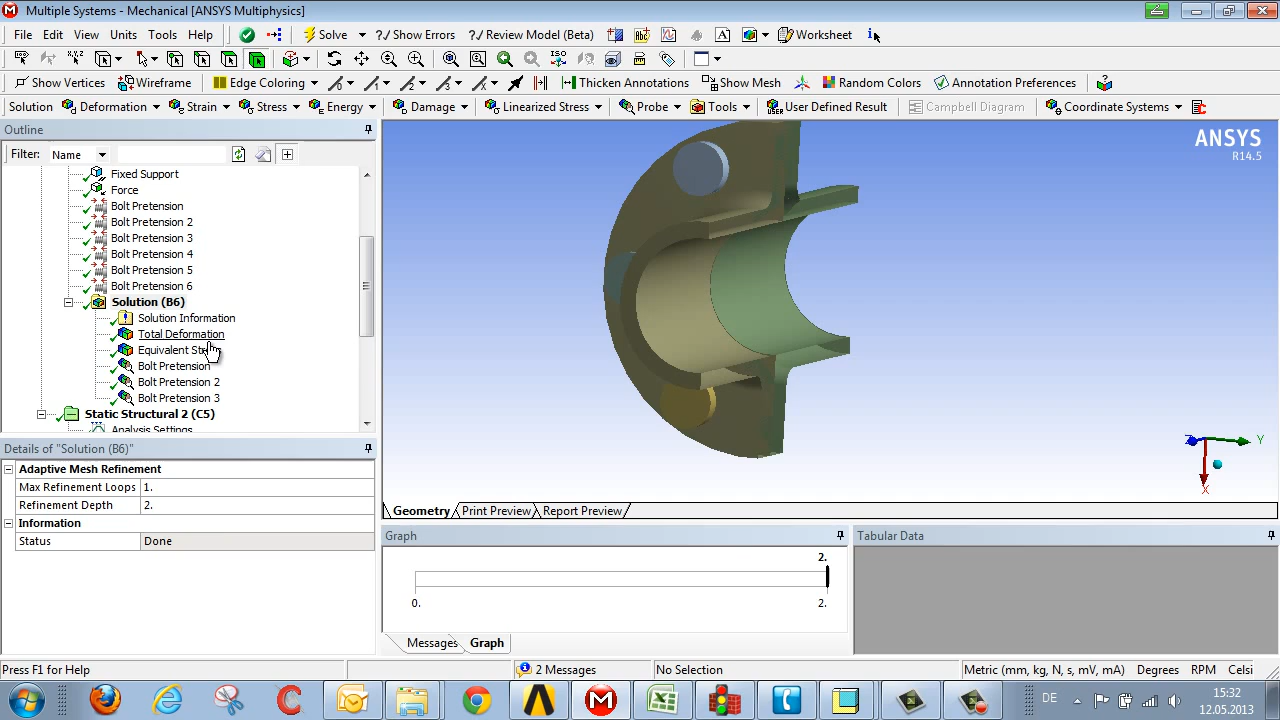 Multiple Systems - Mechanical [ANSYS Multiphysics]
File Edit View Units Tools Help Solve ?/Show Errors ?/Review Model (Beta) A Worksheet i
Show Vertices Wireframe Edge Coloring Thicken Annotations Show Mesh Random Colors Annotation Preferences
Solution Deformation Strain Stress Energy Damage Linearized Stress Probe Tools User Defined Result Campbell Diagram Coordinate Systems
Outline
Filter: Name
Fixed Support
Force
Bolt Pretension
Bolt Pretension 2
Bolt Pretension 3
Bolt Pretension 4
Bolt Pretension 5
Bolt Pretension 6
Solution (B6)
Solution Information
Total Deformation
Equivalent
Bolt Pretension
Bolt Pretension 2
Bolt Pretension 3
Static Structural 2 (C5)
Analysis Settings
ANSYS
R14.5
Z Y
X
Geometry Print Preview Report Preview
Details of "Solution (B6)"
Adaptive Mesh Refinement
Max Refinement Loops 1.
Refinement Depth 2.
Information
Status Done
Graph
2.
0. 2.
Messages Graph
Tabular Data
Press F1 for Help 2 Messages No Selection Metric (mm, kg, N, s, mV, mA) Degrees RPM Celsi
DE 15:32
12.05.2013